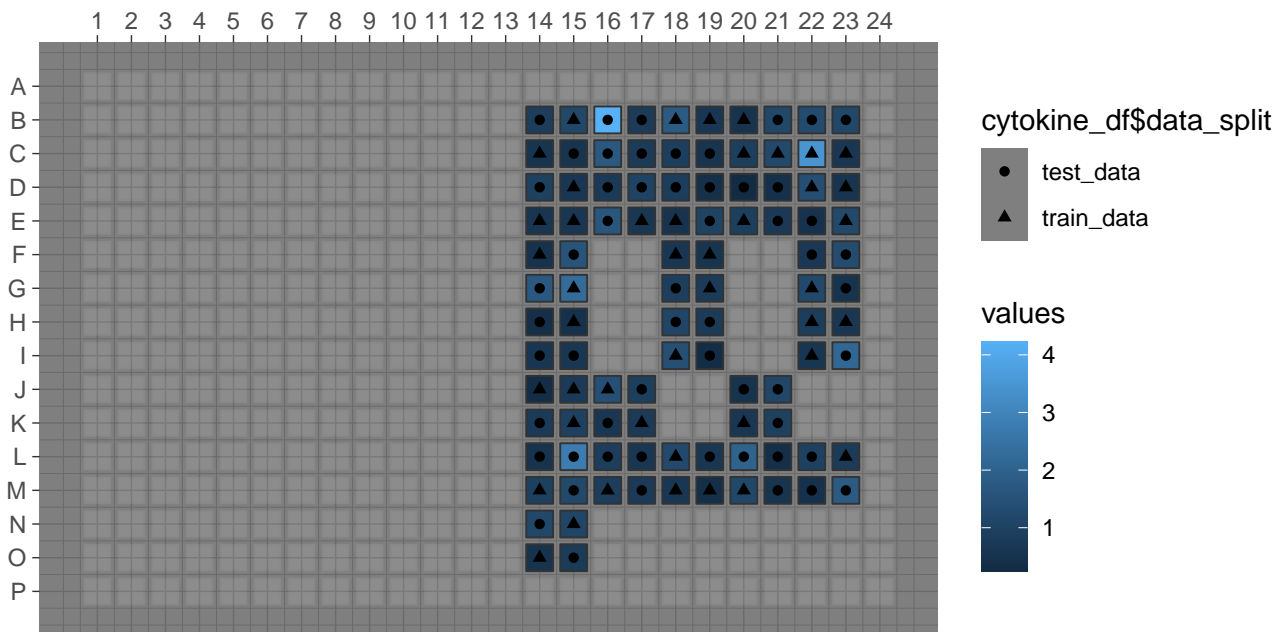 1 2 3 4 5 6 7 8 9 10 11 12 13 14 15 16 17 18 19 20 21 22 23 24
A
B
C
D
E
F
G
H
I
J
K
L
M
N
O
P
cytokine_df$data_split
test_data
train_data
values
4
3
2
1